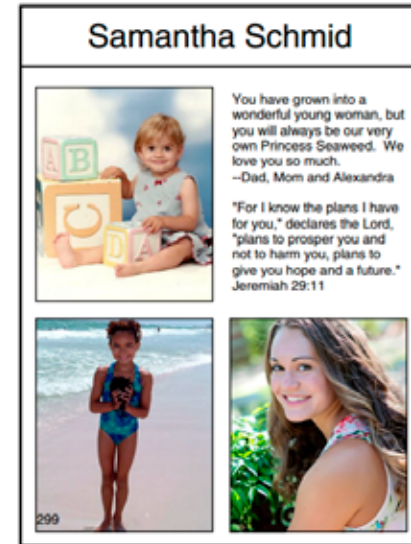 Samantha Schmid
You have grown into a
wonderful young woman, but
you will always be our very
own Princess Seaweed. We
love you so much.
--Dad, Mom and Alexandra
"For I know the plans I have
for you," declares the Lord,
"plans to prosper you and
not to harm you, plans to
give you hope and a future."
Jeremiah 29:11
A B
C
D A
299